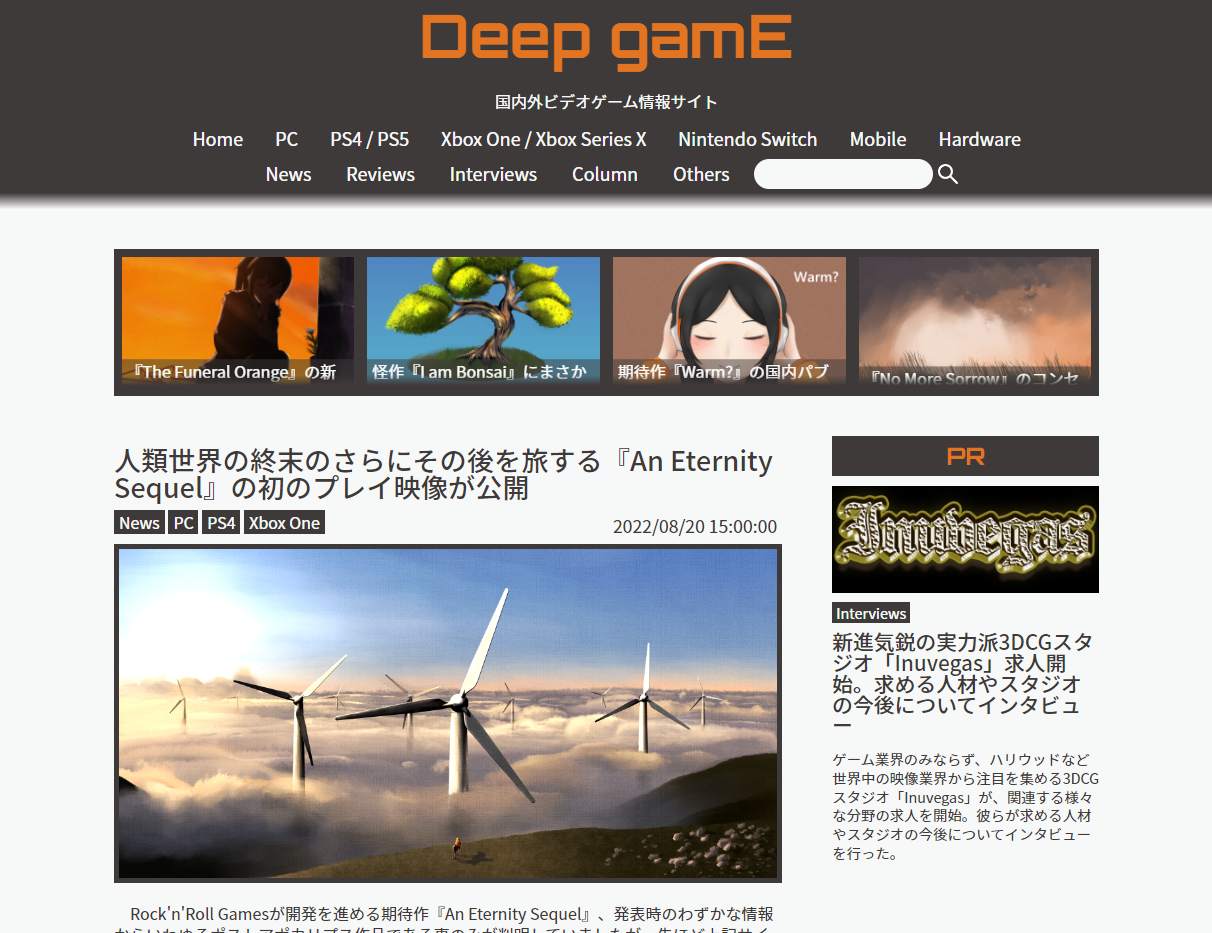 Deep gamE
国内外ビデオゲーム情報サイト
Home PC PS4 / PS5 Xbox One / Xbox Series X Nintendo Switch Mobile Hardware
News Reviews Interviews Column Others
Warm?
『The Funeral Orange』の新
怪作『I am Bonsai』にまさか
期待作『Warm?』の国内パブ
『No More Sorrow』のコンセ
人類世界の終末のさらにその後を旅する『An Eternity
Sequel』の初のプレイ映像が公開
News PC PS4 Xbox One
2022/08/20 15:00:00
Rock'n'Roll Gamesが開発を進める期待作『An Eternity Sequel』、発表時のわずかな情報
PR
Inuvegas
Interviews
新進気鋭の実力派3DCGスタ
ジオ「Inuvegas」求人開
始。求める人材やスタジオ
の今後についてインタビュ
ー
ゲーム業界のみならず、ハリウッドなど
世界中の映像業界から注目を集める3DCG
スタジオ「Inuvegas」が、関連する様々
な分野の求人を開始。彼らが求める人材
やスタジオの今後についてインタビュー
を行った。